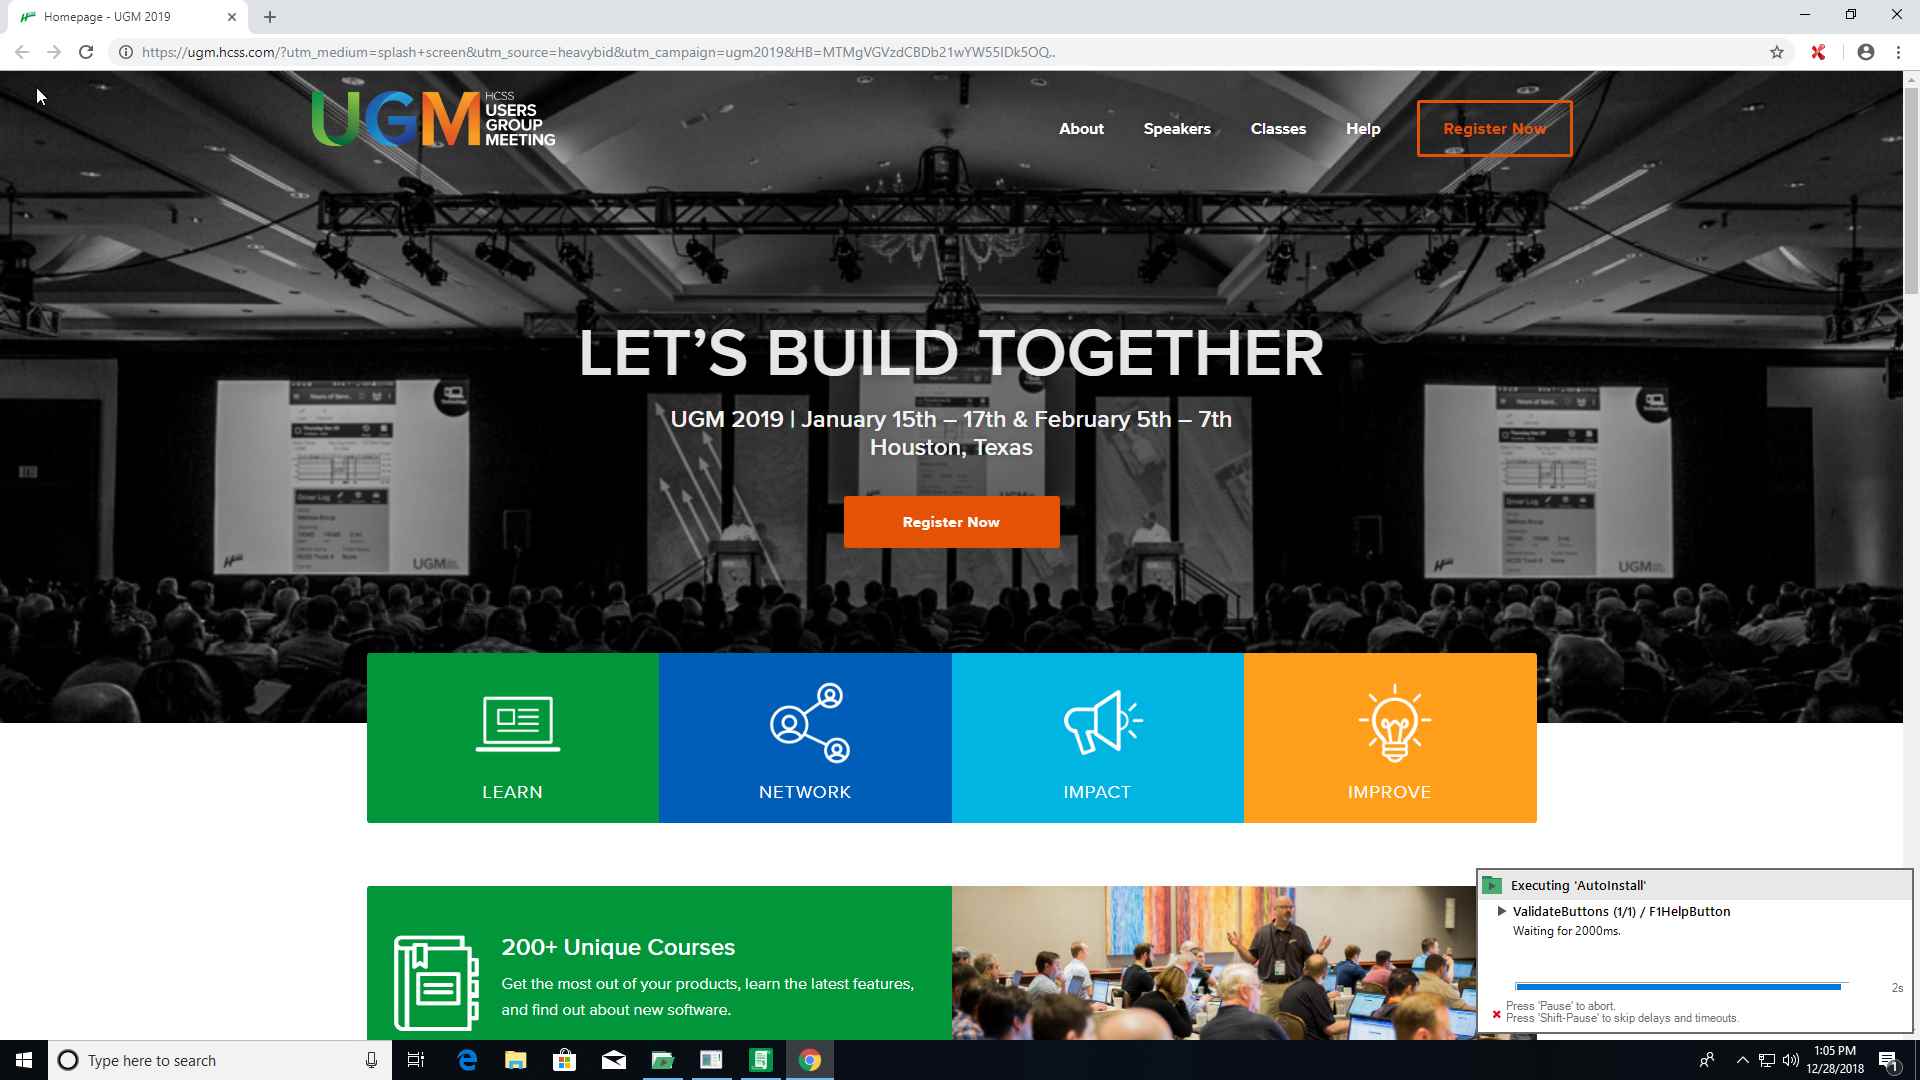 Homepage - UGM 2019
https://ugm.hcss.com/?utm_medium=splash+screen&utm_source=heavybid&utm_campaign=ugm2019&HB=MTMgVGVzdCBDb21wYW55IDk5OQ,..
UGM
HCSS
USERS
GROUP
MEETING
About
Speakers
Classes
Help
Register Now
LET'S BUILD TOGETHER
UGM 2019 | January 15th – 17th & February 5th – 7th
Houston, Texas
Register Now
LEARN
NETWORK
IMPACT
IMPROVE
200+ Unique Courses
Get the most out of your products, learn the latest features,
and find out about new software.
Executing 'AutoInstall'
ValidateButtons (1/1) / F1HelpButton
Waiting for 2000ms.
2s
Press 'Pause' to abort.
Press 'Shift-Pause' to skip delays and timeouts.
Type here to search
1:05 PM
12/28/2018
1